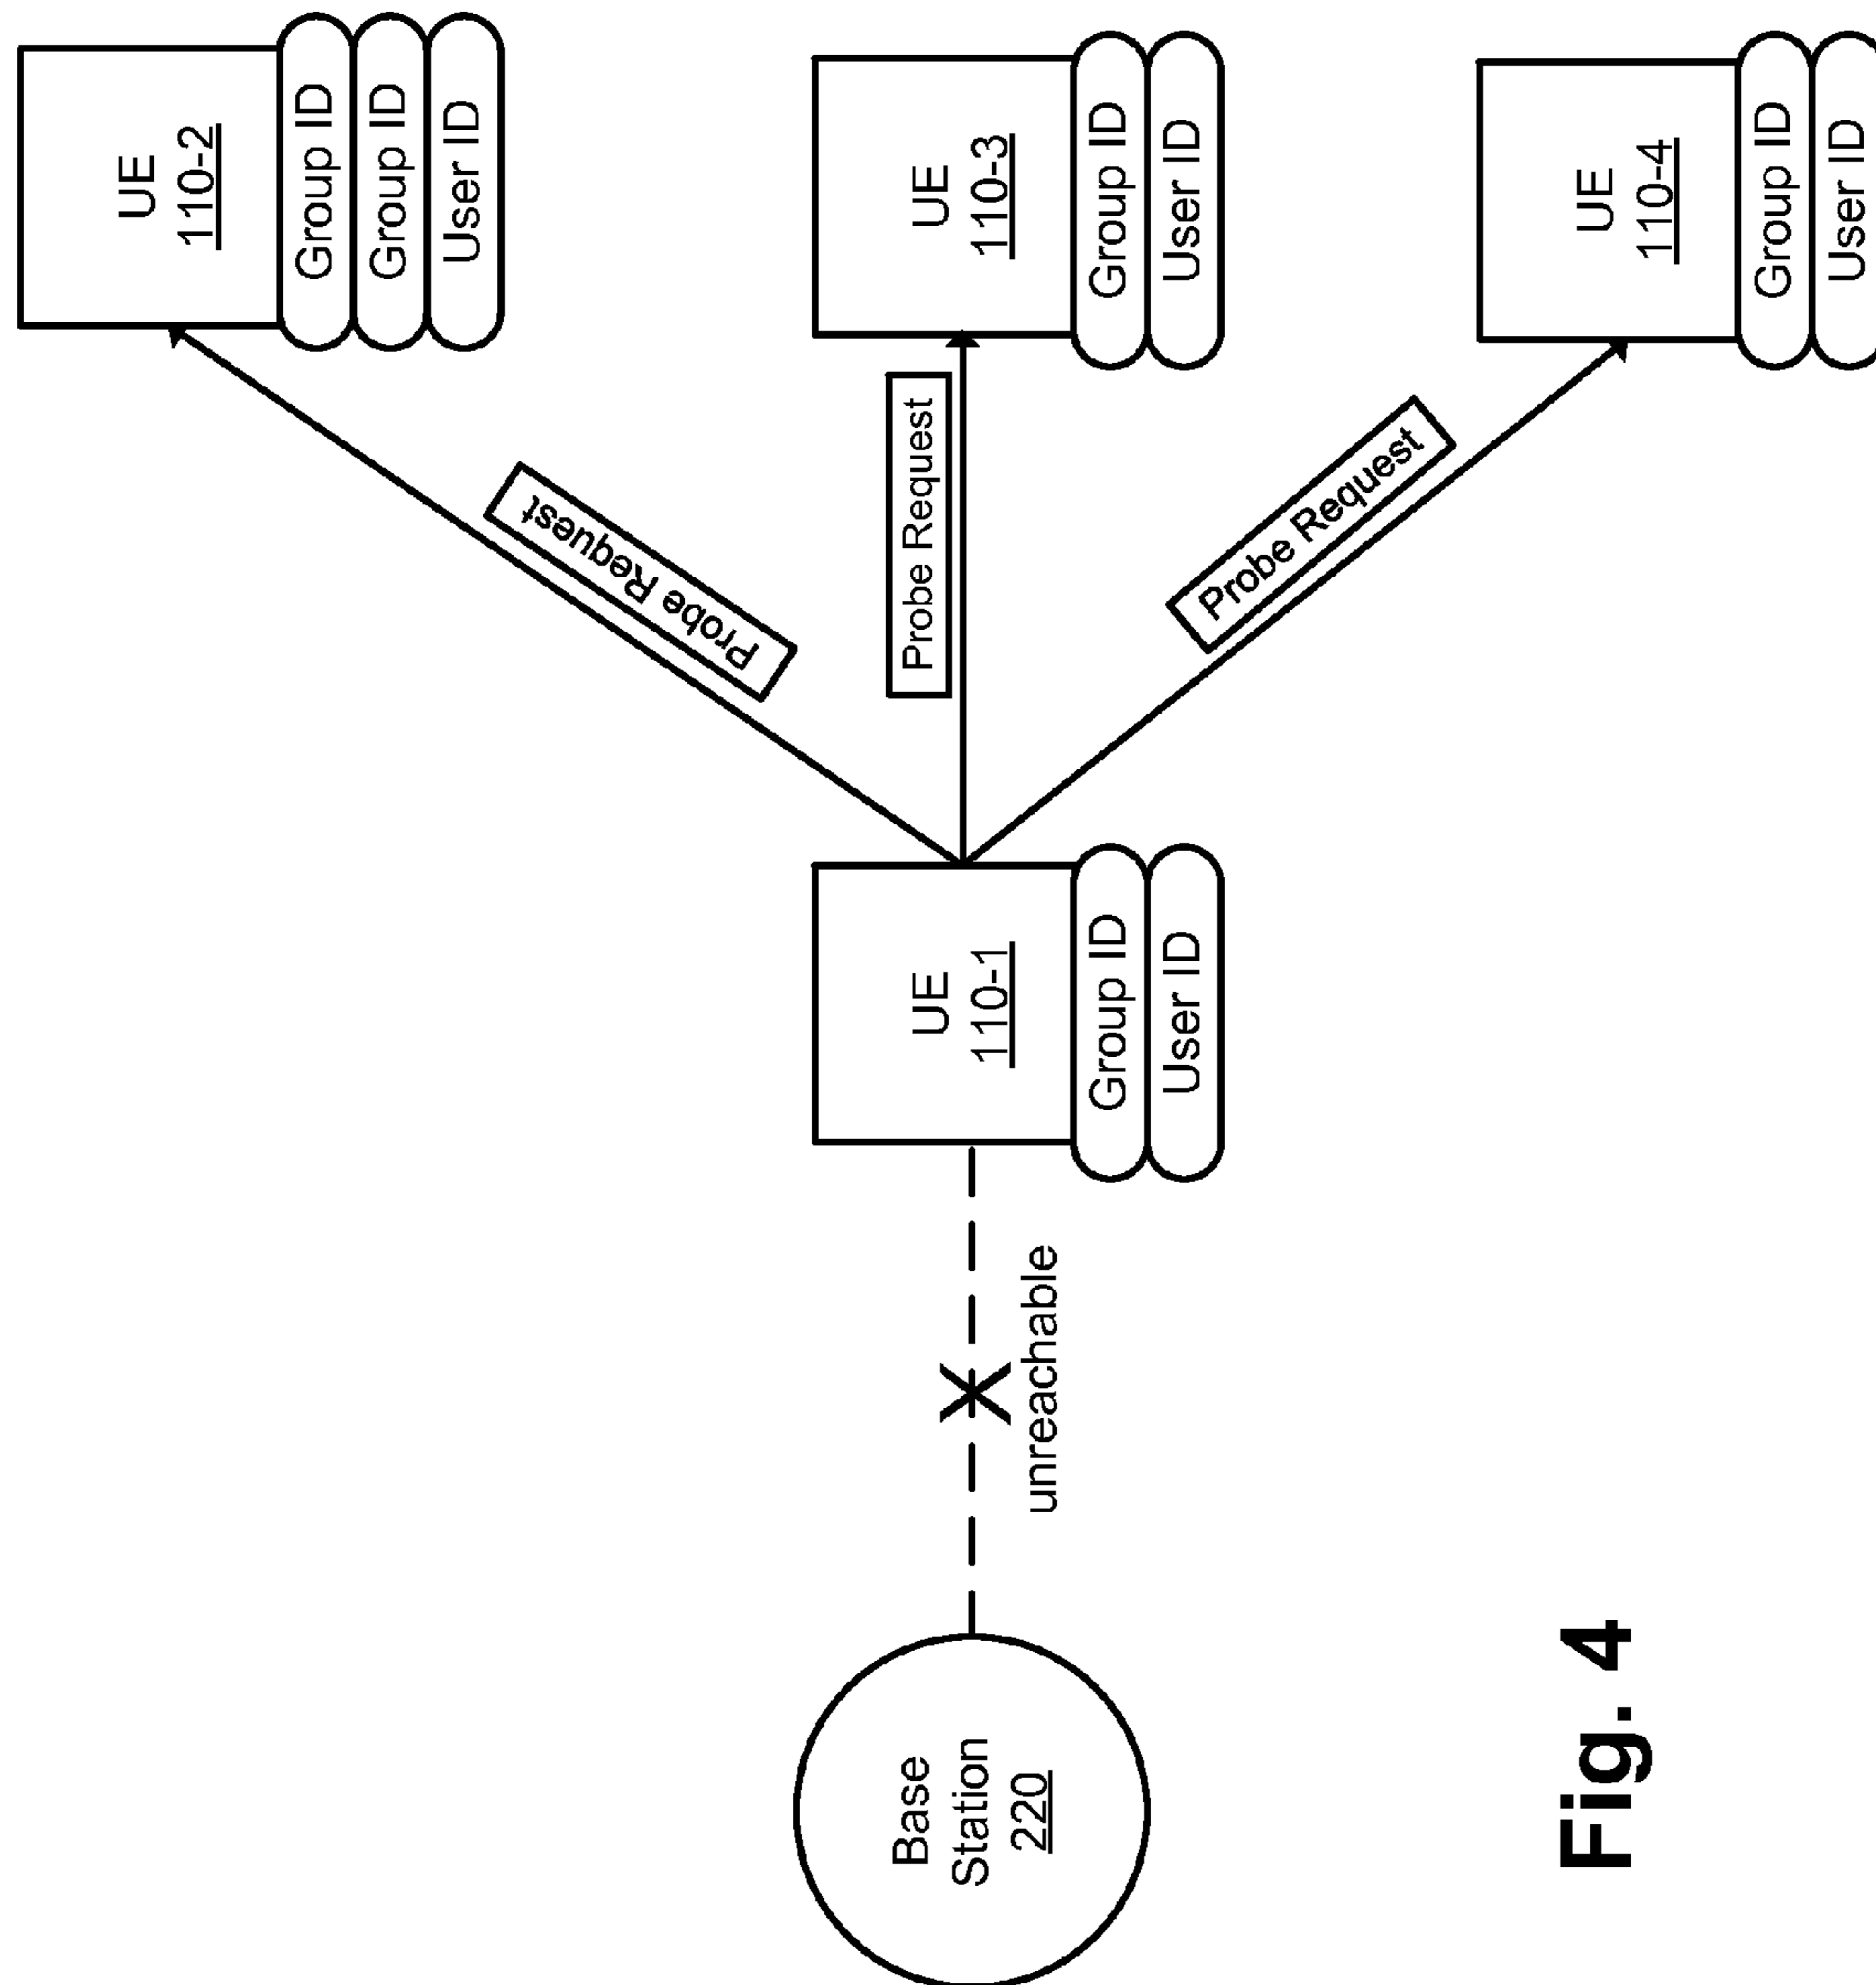 UE
110-2
Group ID
Group ID
User ID
Probe Request
Base
Station
220
unreachable
UE
110-1
Group ID
User ID
Probe Request
UE
110-3
Group ID
User ID
Probe Request
UE
110-4
Group ID
User ID
Fig. 4